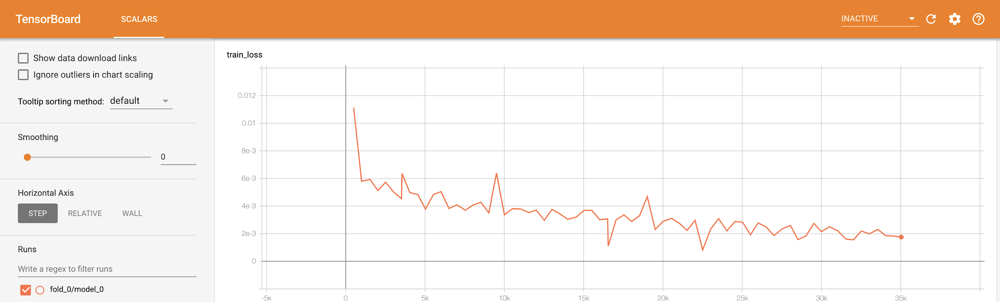 TensorBoard SCALARS INACTIVE
Show data download links
Ignore outliers in chart scaling
Tooltip sorting method: default
Smoothing
0
Horizontal Axis
STEP RELATIVE WALL
Runs
Write a regex to filter runs
fold_0/model_0
train_loss
0.012
0.01
8e-3
6e-3
4e-3
2e-3
0
-5k 0 5k 10k 15k 20k 25k 30k 35k